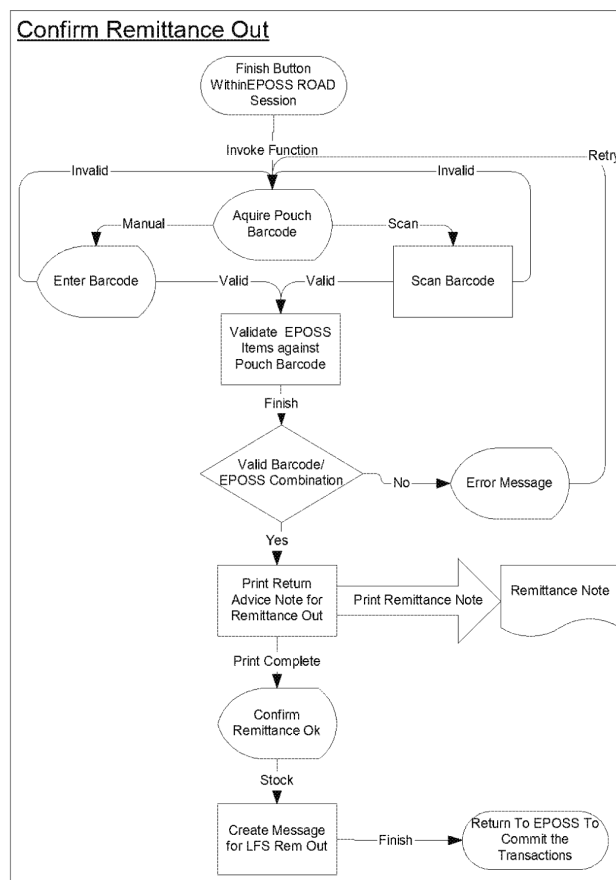 Confirm Remittance Out
Finish Button
WithinEPOSS ROAD
Session
Invoke Function
Retry
Invalid
Invalid
Aquire Pouch
Barcode
Manual
Scan
Enter Barcode
Valid
Valid
Scan Barcode
Validate EPOSS
Items against
Pouch Barcode
Finish
Valid Barcode/
EPOSS Combination
No
Error Message
Yes
Print Return
Advice Note for
Remittance Out
Print Remittance Note
Remittance Note
Print Complete
Confirm
Remittance Ok
Stock
Create Message
for LFS Rem Out
Finish
Return To EPOSS To
Commit the
Transactions